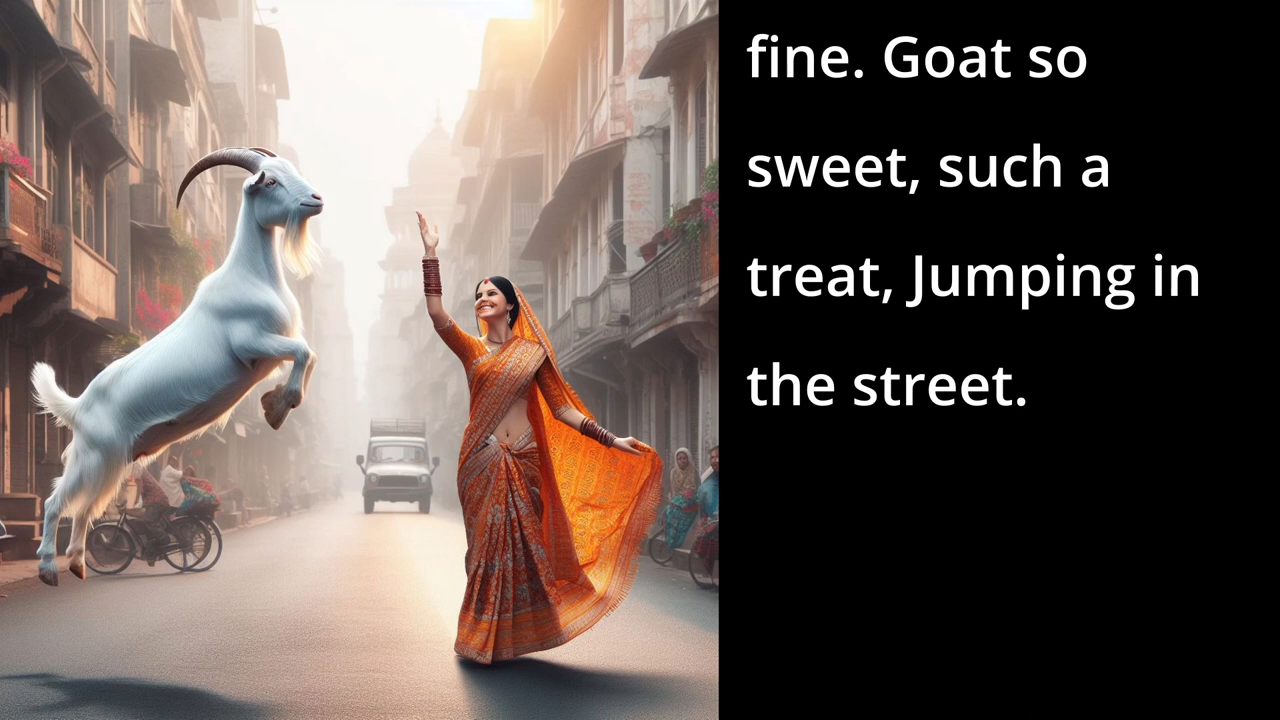 fine. Goat so
sweet, such a
treat, Jumping in
the street.